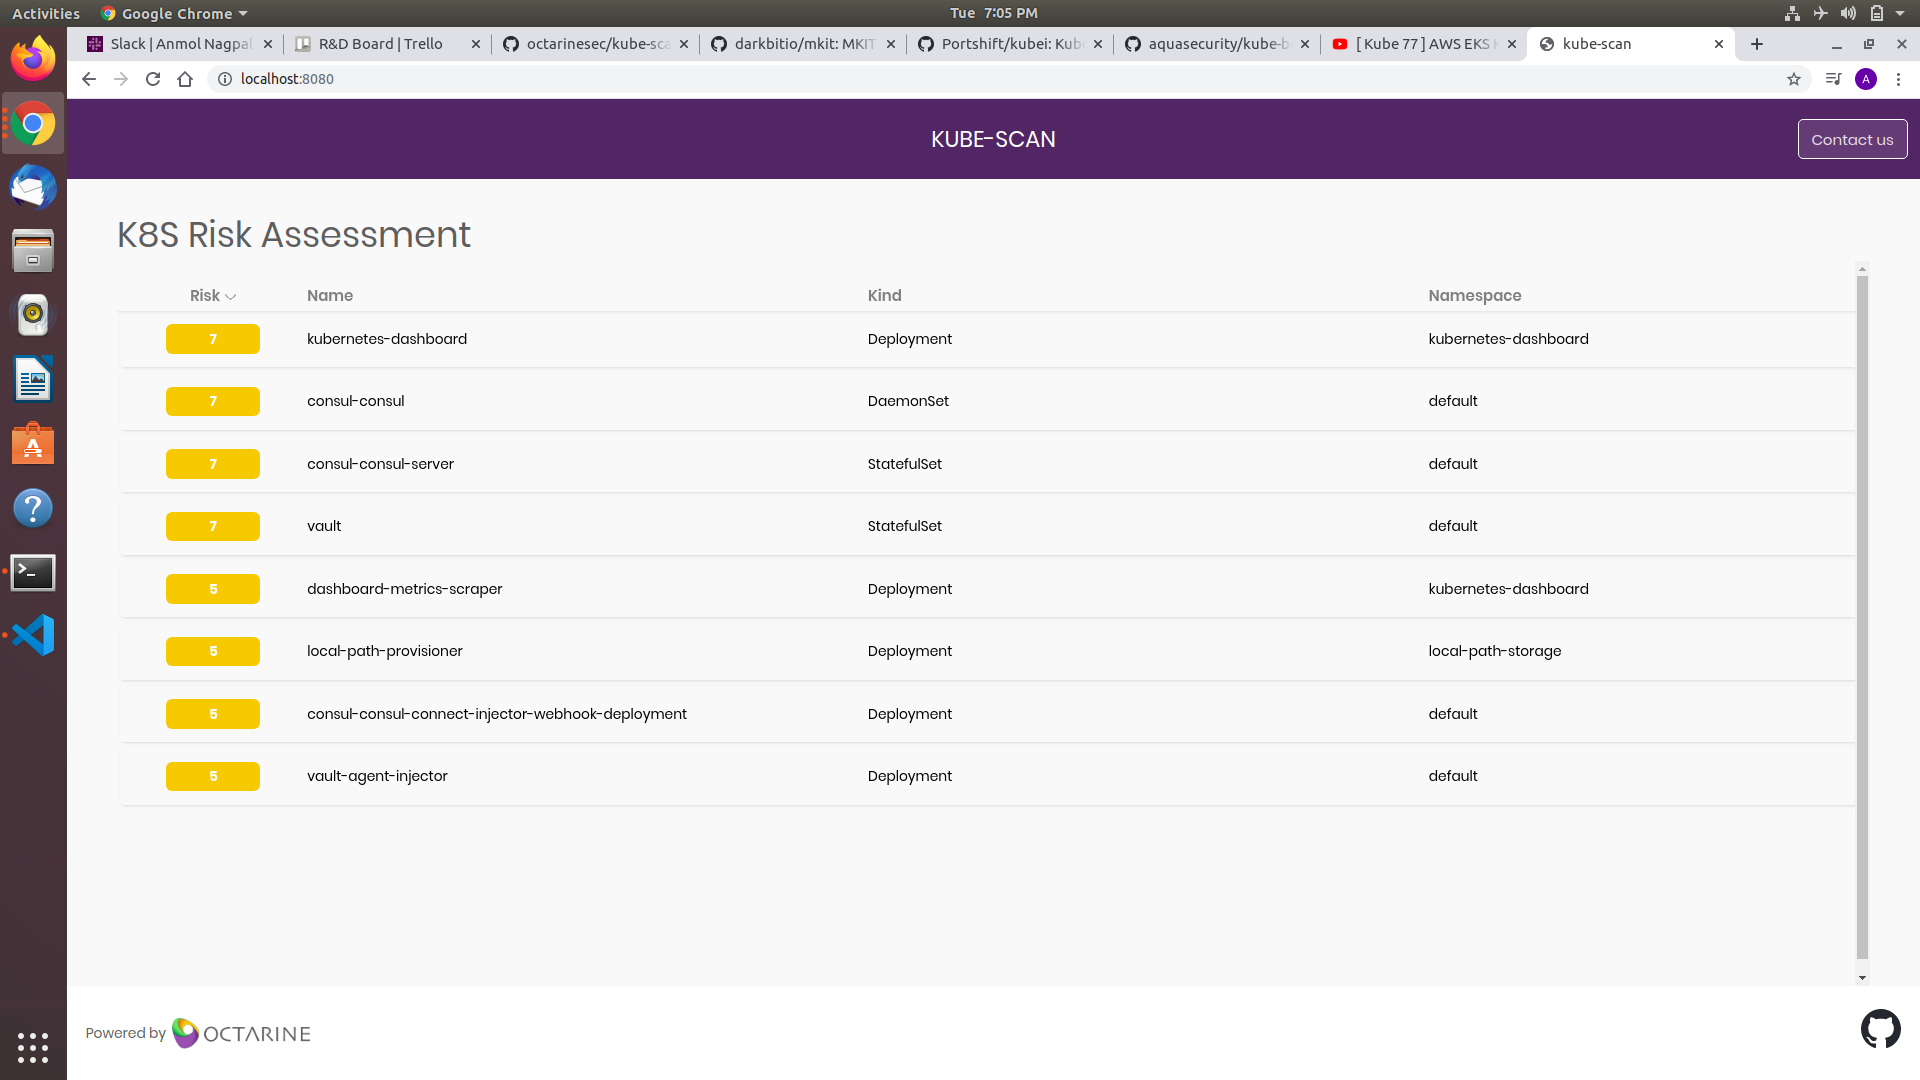 Activities Google Chrome Tue 7:05 PM
Slack | Anmol Nagpal R&D Board | Trello octarinesec/kube-sca darkbitio/mkit: MKIT Portshift/kubei: Kub aquasecurity/kube-b [ Kube 77 ] AWS EKS kube-scan
localhost:8080 A
KUBE-SCAN Contact us
K8S Risk Assessment
Risk Name Kind Namespace
7 kubernetes-dashboard Deployment kubernetes-dashboard
7 consul-consul DaemonSet default
7 consul-consul-server StatefulSet default
7 vault StatefulSet default
5 dashboard-metrics-scraper Deployment kubernetes-dashboard
5 local-path-provisioner Deployment local-path-storage
5 consul-consul-connect-injector-webhook-deployment Deployment default
5 vault-agent-injector Deployment default
Powered by OCTARINE